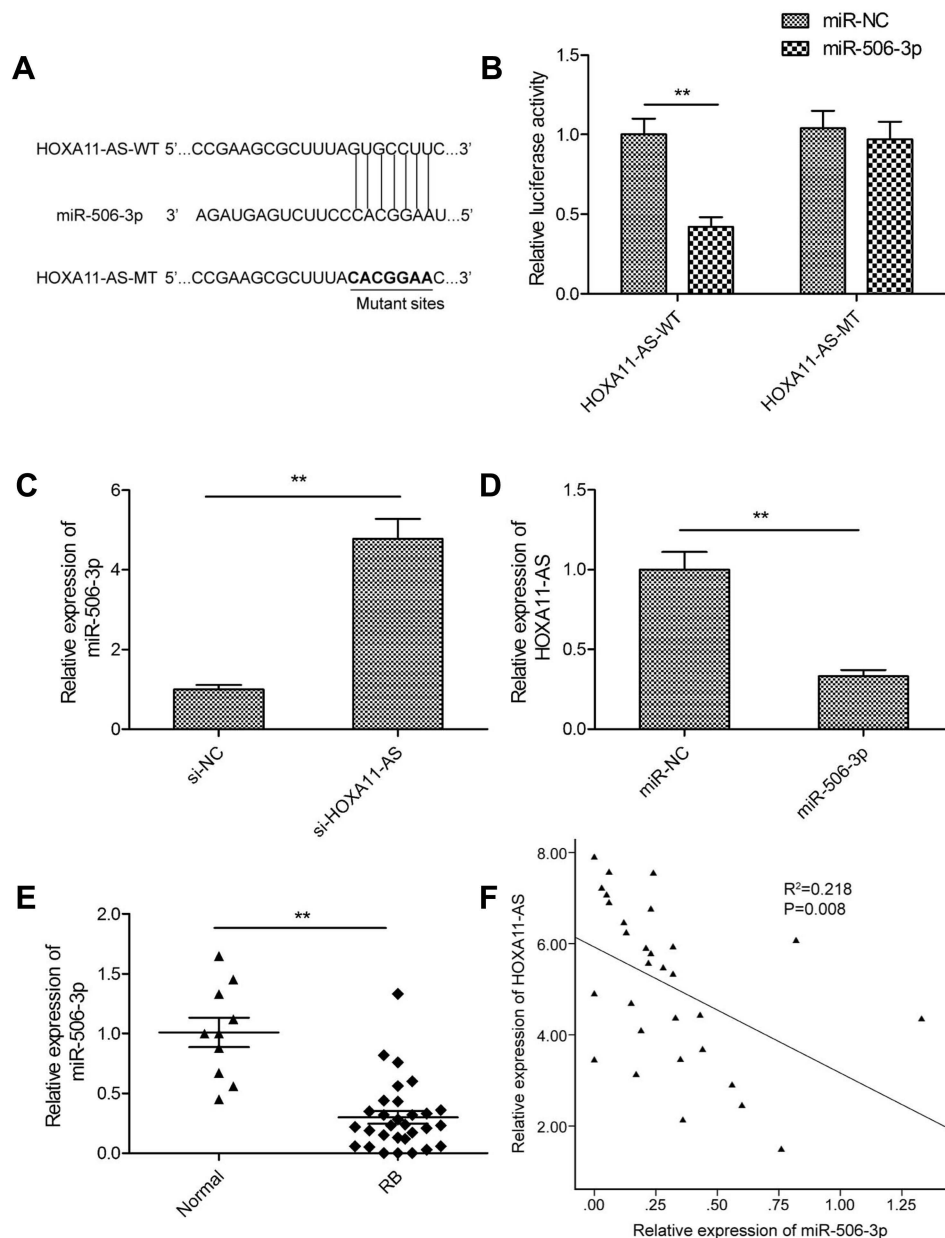 A
HOXA11-AS-WT 5’...CCGAAGCGCUUUAGUGCCUUC...3’
miR-506-3p 3’ AGAUGAGUCUUCCCACGGAAU...5’
HOXA11-AS-MT 5’...CCGAAGCGCUUUACACGGAAC...3’
Mutant sites
B
miR-NC
miR-506-3p
Relative luciferase activity
1.5
1.0
0.5
0.0
**
HOXA11-AS-WT
HOXA11-AS-MT
C
Relative expression of
miR-506-3p
6
4
2
0
**
si-NC
si-HOXA11-AS
D
Relative expression of
HOXA11-AS
1.5
1.0
0.5
0.0
**
miR-NC
miR-506-3p
E
Relative expression of
miR-506-3p
2.0
1.5
1.0
0.5
0.0
**
Normal
RB
F
Relative expression of HOXA11-AS
8.00
6.00
4.00
2.00
R²=0.218
P=0.008
.00 .25 .50 .75 1.00 1.25
Relative expression of miR-506-3p